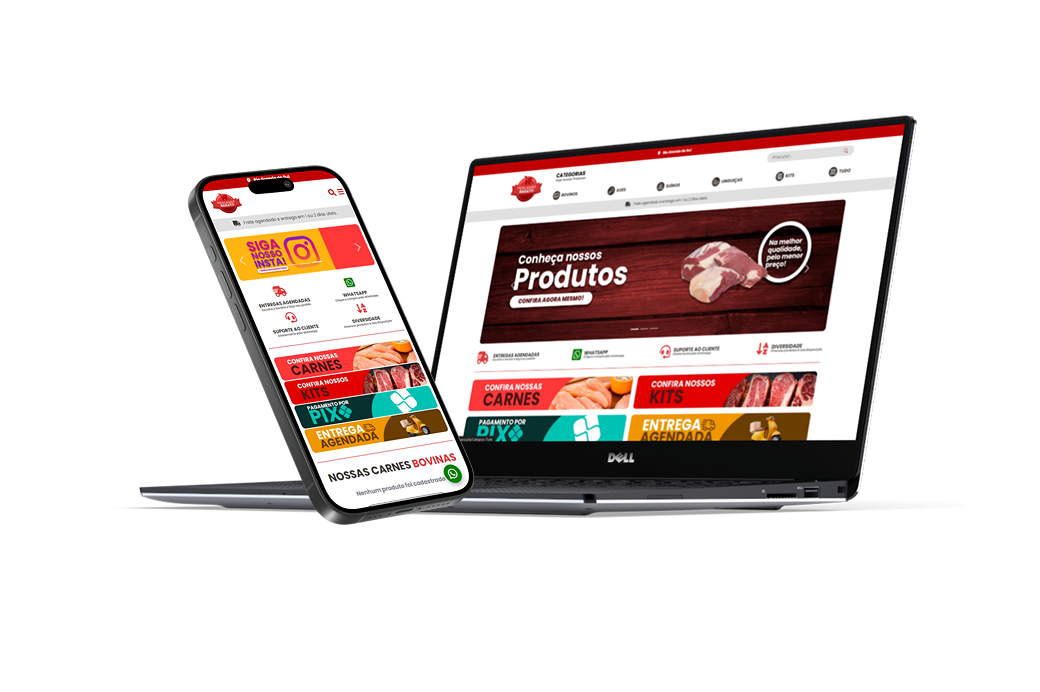 Rio Grande do Sul
Frete agendado e entrega em 1 ou 2 dias úteis.
SIGA
NOSSO
INSTA!
ENTREGAS AGENDADAS
WHATSAPP
SUPORTE AO CLIENTE
DIVERSIDADE
CONFIRA NOSSAS
CARNES
CONFIRA NOSSOS
KITS
PAGAMENTO POR
PIX
ENTREGA
AGENDADA
NOSSAS CARNES BOVINAS
Nenhum produto foi cadastrado
Rio Grande do Sul
Procurar...
CATEGORIAS
BOVINOS
AVES
SUÍNOS
LINGUIÇAS
KITS
TUDO
Frete agendado e entrega em 1 ou 2 dias úteis.
Conheça nossos
Produtos
CONFIRA AGORA MESMO!
Na melhor
qualidade,
pelo menor
preço!
ENTREGAS AGENDADAS
WHATSAPP
SUPORTE AO CLIENTE
DIVERSIDADE
CONFIRA NOSSAS
CARNES
CONFIRA NOSSOS
KITS
PAGAMENTO POR
PIX
ENTREGA
AGENDADA
DELL